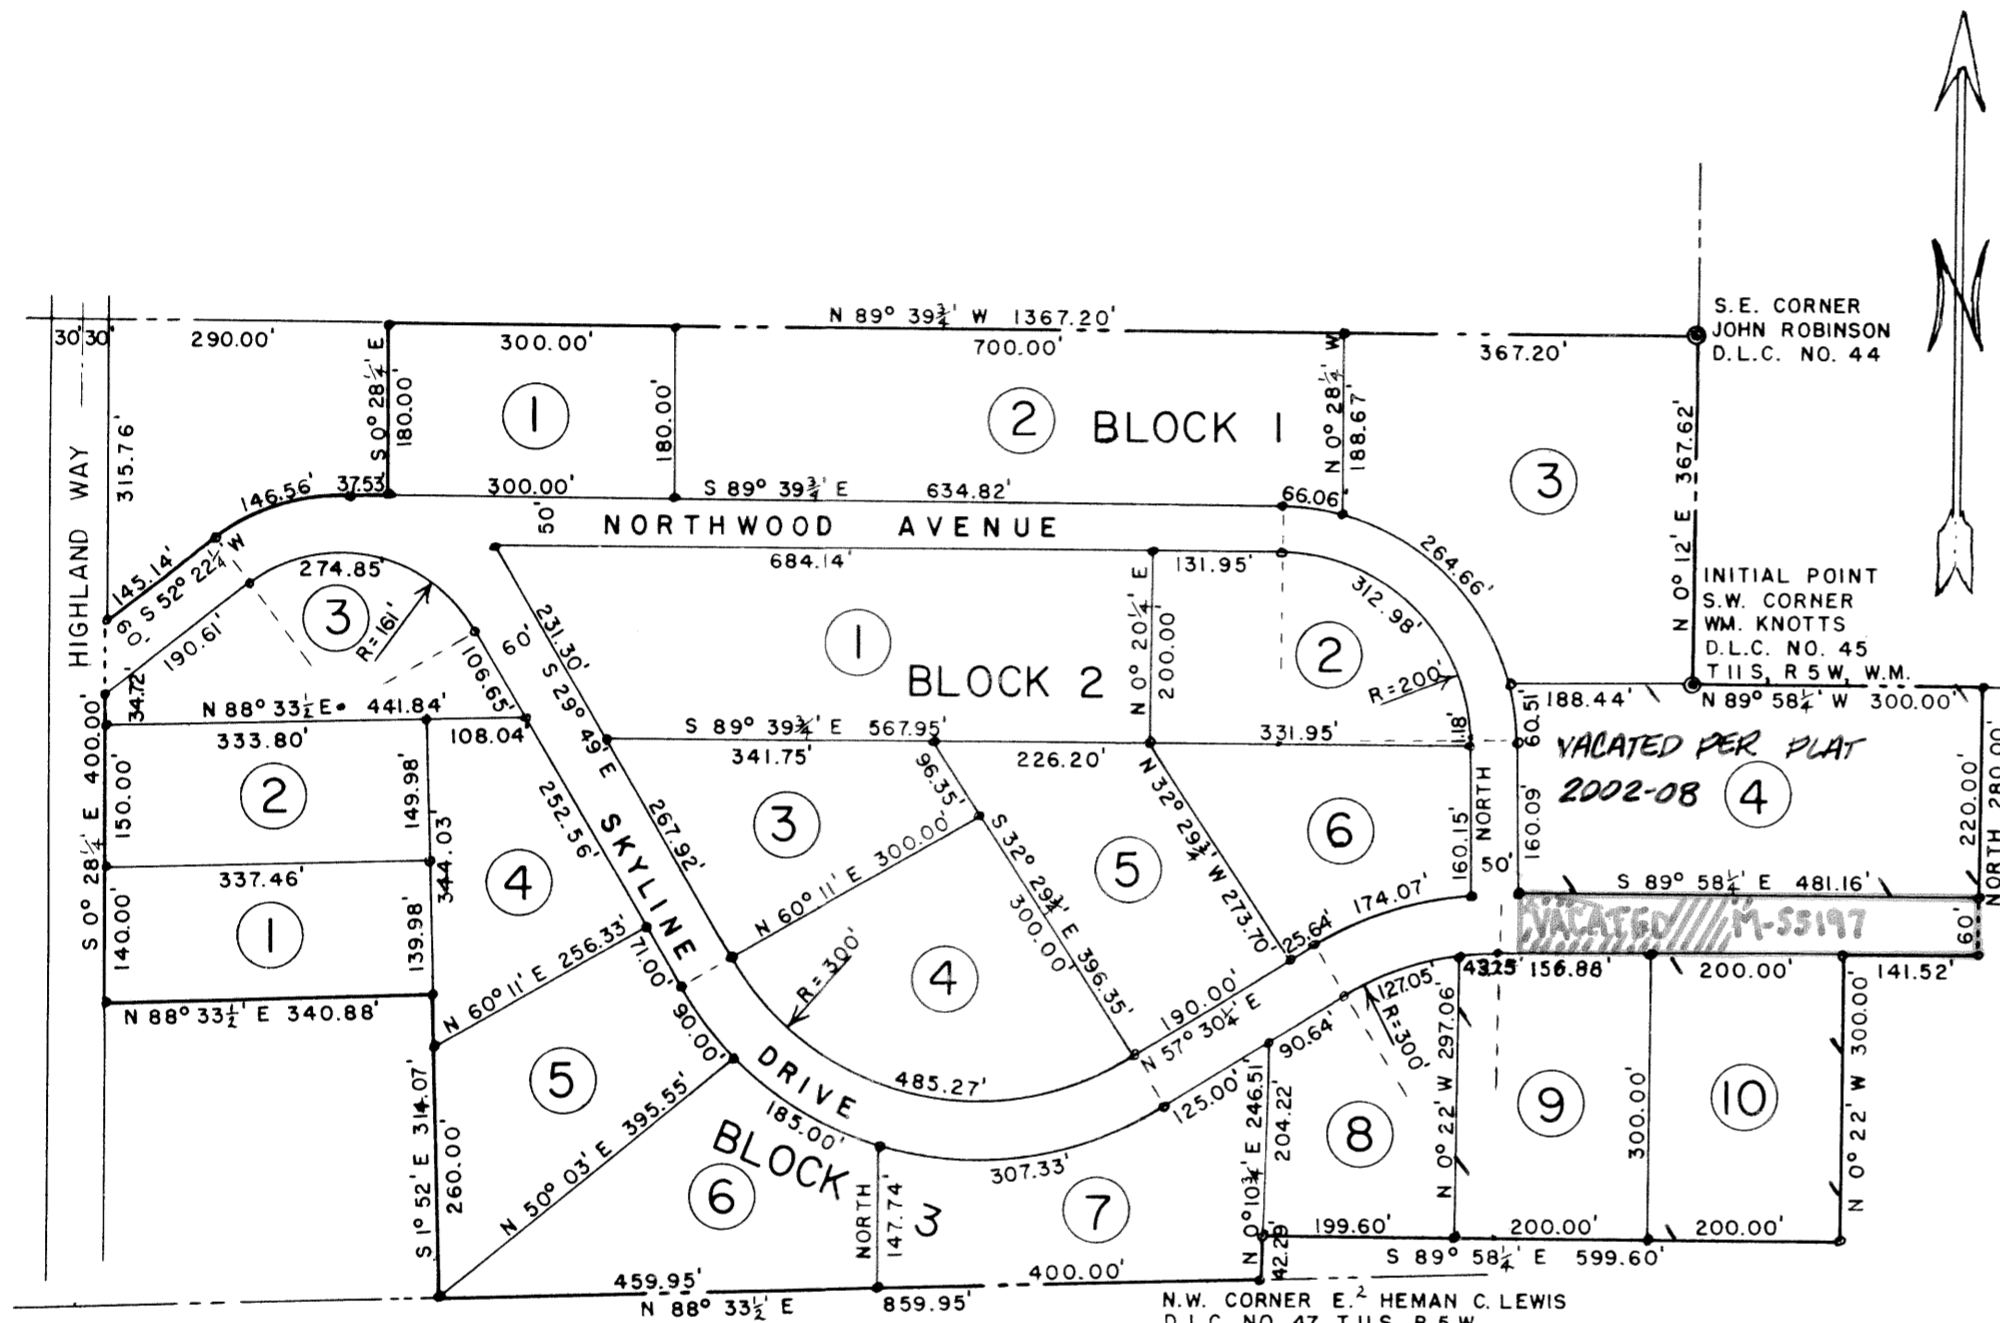 N
N 89° 39¾' W 1367.20'
30' 30'
290.00'
300.00'
700.00'
367.20'
S.E. CORNER
JOHN ROBINSON
D.L.C. NO. 44
HIGHLAND WAY
315.76'
S 0° 28¼' E
180.00'
1
180.00'
2
BLOCK 1
N 0° 28¼' W
188.67'
3
N 0° 12' E 367.62'
146.56'
37.53'
300.00'
S 89° 39¾' E
634.82'
66.06'
50'
NORTHWOOD AVENUE
684.14'
131.95'
264.66'
145.14'
S 52° 22¼' W
60'
190.61'
274.85'
3
R=161'
34.72'
60'
231.30'
S 29° 49' E
106.65'
1
BLOCK 2
N 0° 20¼' E
200.00'
312.98'
2
R=200'
INITIAL POINT
S.W. CORNER
WM. KNOTTS
D.L.C. NO. 45
T 11 S, R 5 W, W.M.
188.44'
N 89° 58¼' W 300.00'
N 88° 33½' E 441.84'
333.80'
108.04'
S 0° 28¼' E 400.00'
150.00'
2
149.98'
344.03'
337.46'
140.00'
1
139.98'
N 88° 33½' E 340.88'
S 89° 39¾' E 567.95'
341.75'
226.20'
331.95'
1.18'
60.51'
VACATED PER PLAT
2002-08
4
220.00'
NORTH 280.00'
252.56'
SKYLINE
267.92'
3
96.35'
N 60° 11' E 300.00'
S 32° 29¾' E 396.35'
300.00'
5
N 32° 29¾' W 273.70'
6
160.15'
NORTH
50'
160.09'
S 89° 58¼' E 481.16'
VACATED M-55197
60'
4
N 60° 11' E 256.33'
71.00'
90.00'
R=300'
4
485.27'
190.00'
N 57° 30¼' E
25.64'
174.07'
127.05'
R=300'
156.88'
200.00'
141.52'
5
S 1° 52' E 314.07'
260.00'
N 50° 03' E 395.55'
DRIVE
185.00'
BLOCK 3
6
NORTH
147.74'
307.33'
7
125.00'
90.64'
N 0° 10¾' E 246.51'
204.22'
42.29'
8
N 0° 22' W 297.06'
9
300.00'
10
N 0° 22' W 300.00'
199.60'
200.00'
200.00'
S 89° 58¼' E 599.60'
459.95'
400.00'
N 88° 33½' E 859.95'
N.W. CORNER E.² HEMAN C. LEWIS
D.L.C. NO. 47, T 11 S, R 5 W